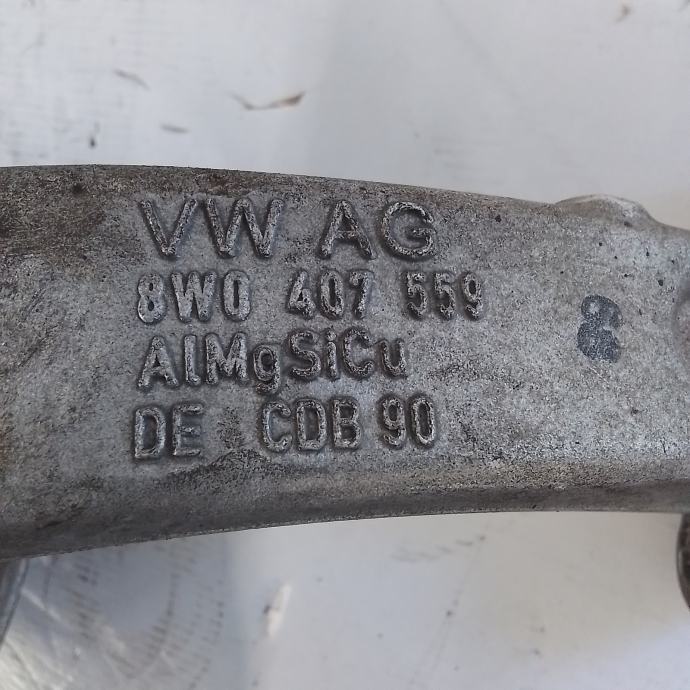 VW AG
8W0 407 559
AlMgSiCu
DE CDB 90